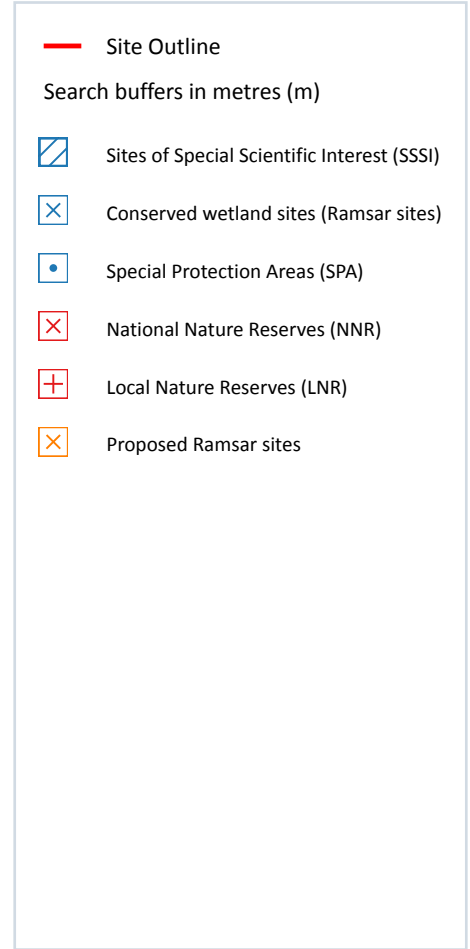 Site Outline
Search buffers in metres (m)
Sites of Special Scientific Interest (SSSI)
Conserved wetland sites (Ramsar sites)
Special Protection Areas (SPA)
National Nature Reserves (NNR)
Local Nature Reserves (LNR)
Proposed Ramsar sites